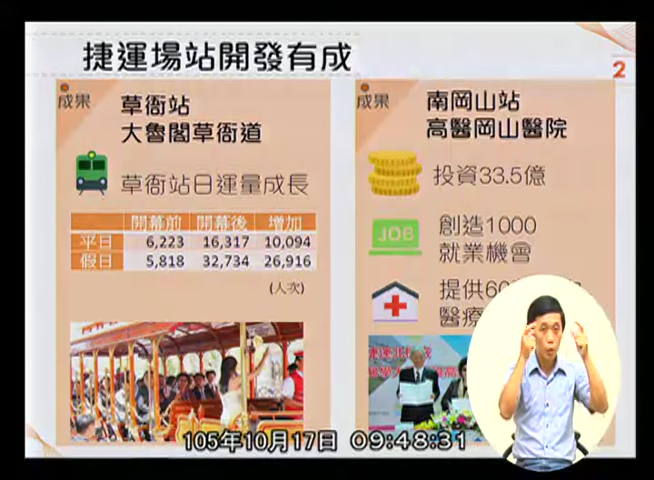 捷運場站開發有成
2
成果
草衙站
大魯閣草衙道
草衙站日運量成長
開幕前 開幕後 增加
平日 6,223 16,317 10,094
假日 5,818 32,734 26,916
(人次)
成果
南岡山站
高醫岡山醫院
投資33.5億
JOB
創造1000
就業機會
提供60
醫療
105年10月17日 09:48:31